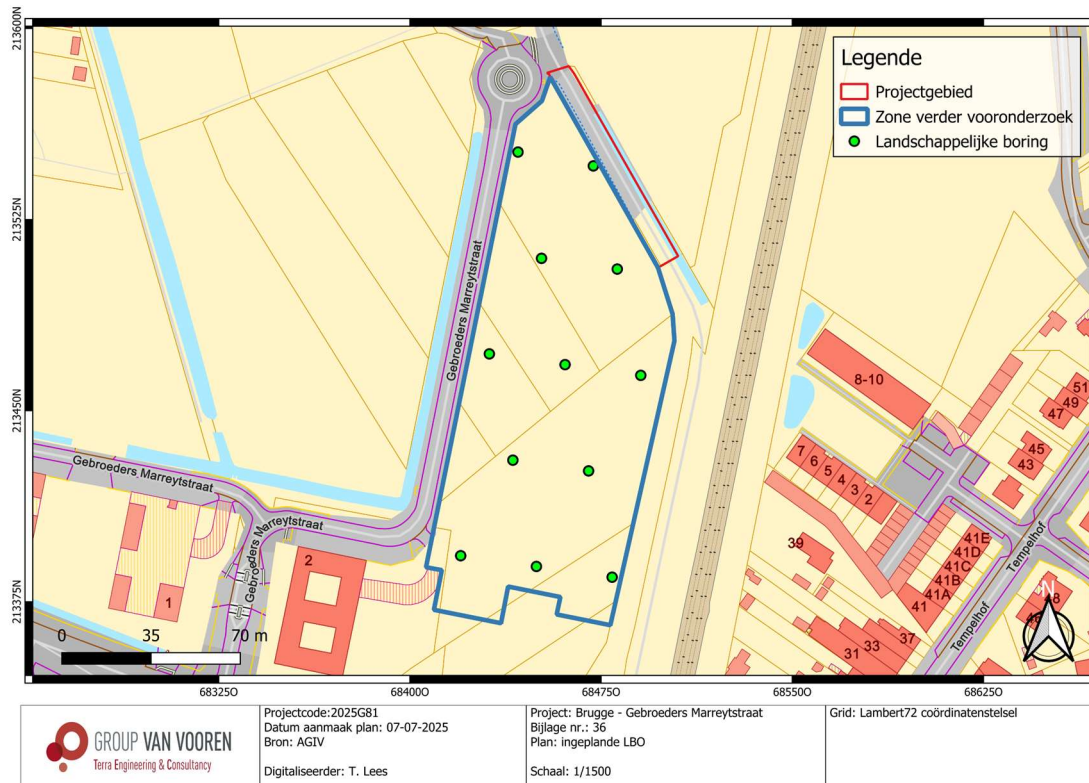 213600N
213525N
213450N
213375N
Legende
Projectgebied
Zone verder vooronderzoek
Landschappelijke boring
Gebroeders Marreytstraat
Gebroeders Marreytstraat
Gebroeders Marreytstraat
Gebroeders Marreytstraat
8-10
51
49
47
45
43
7
6
5
4
3
2
39
41E
41D
41C
41B
41A
41
37
33
31
Tempelhof
Tempelhof
N
2
1
0 35 70 m
683250 684000 684750 685500 686250
GROUP VAN VOOREN
Terra Engineering & Consultancy
Projectcode:2025G81
Datum aanmaak plan: 07-07-2025
Bron: AGIV
Digitaliseerder: T. Lees
Project: Brugge - Gebroeders Marreytstraat
Bijlage nr.: 36
Plan: ingeplande LBO
Schaal: 1/1500
Grid: Lambert72 coördinatenstelsel